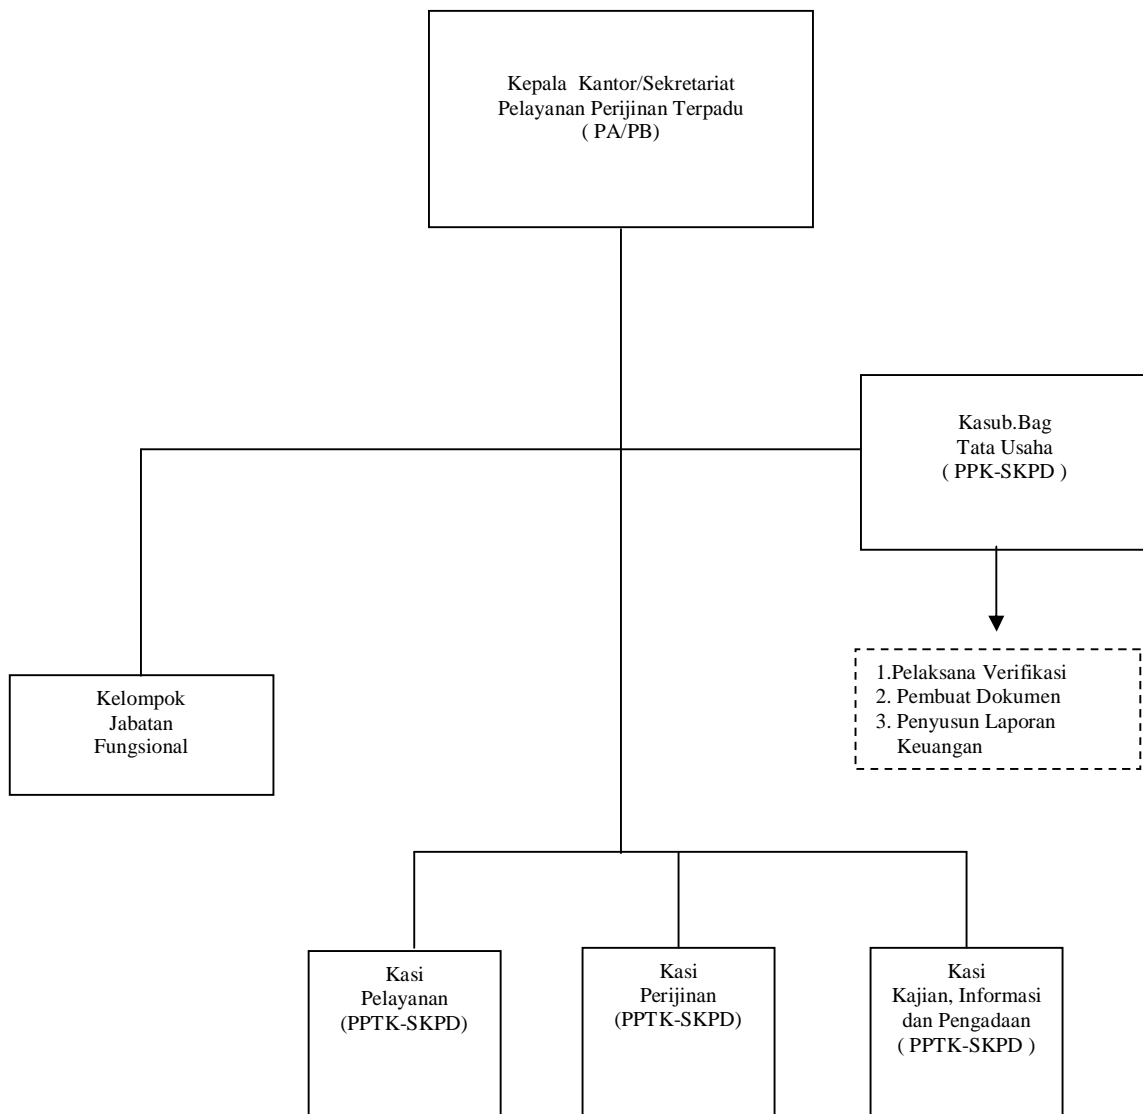 Kepala Kantor/Sekretariat
Pelayanan Perijinan Terpadu
( PA/PB)
Kasub.Bag
Tata Usaha
( PPK-SKPD )
1.Pelaksana Verifikasi
2. Pembuat Dokumen
3. Penyusun Laporan
Keuangan
Kelompok
Jabatan
Fungsional
Kasi
Pelayanan
(PPTK-SKPD)
Kasi
Perijinan
(PPTK-SKPD)
Kasi
Kajian, Informasi
dan Pengadaan
( PPTK-SKPD )